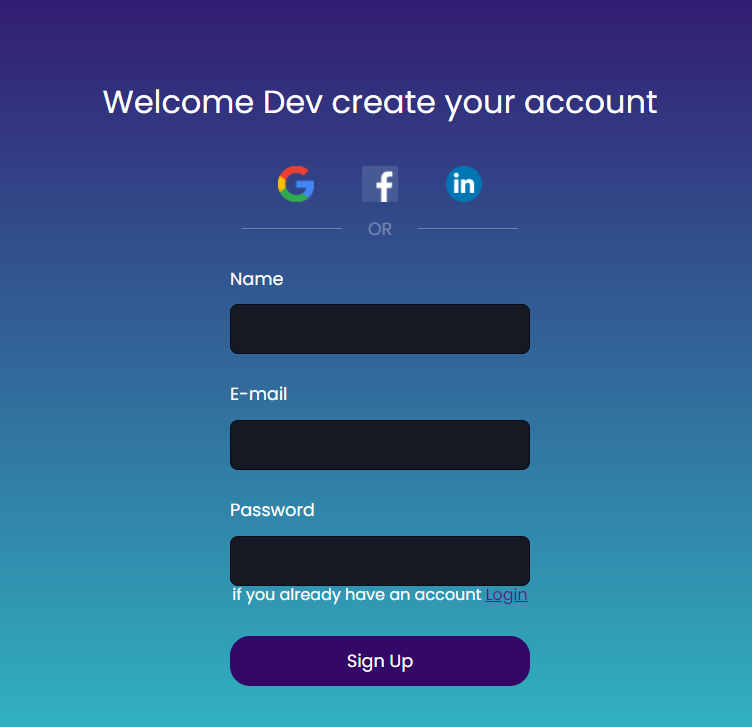 Welcome Dev create your account
G f in
OR
Name
E-mail
Password
if you already have an account Login
Sign Up